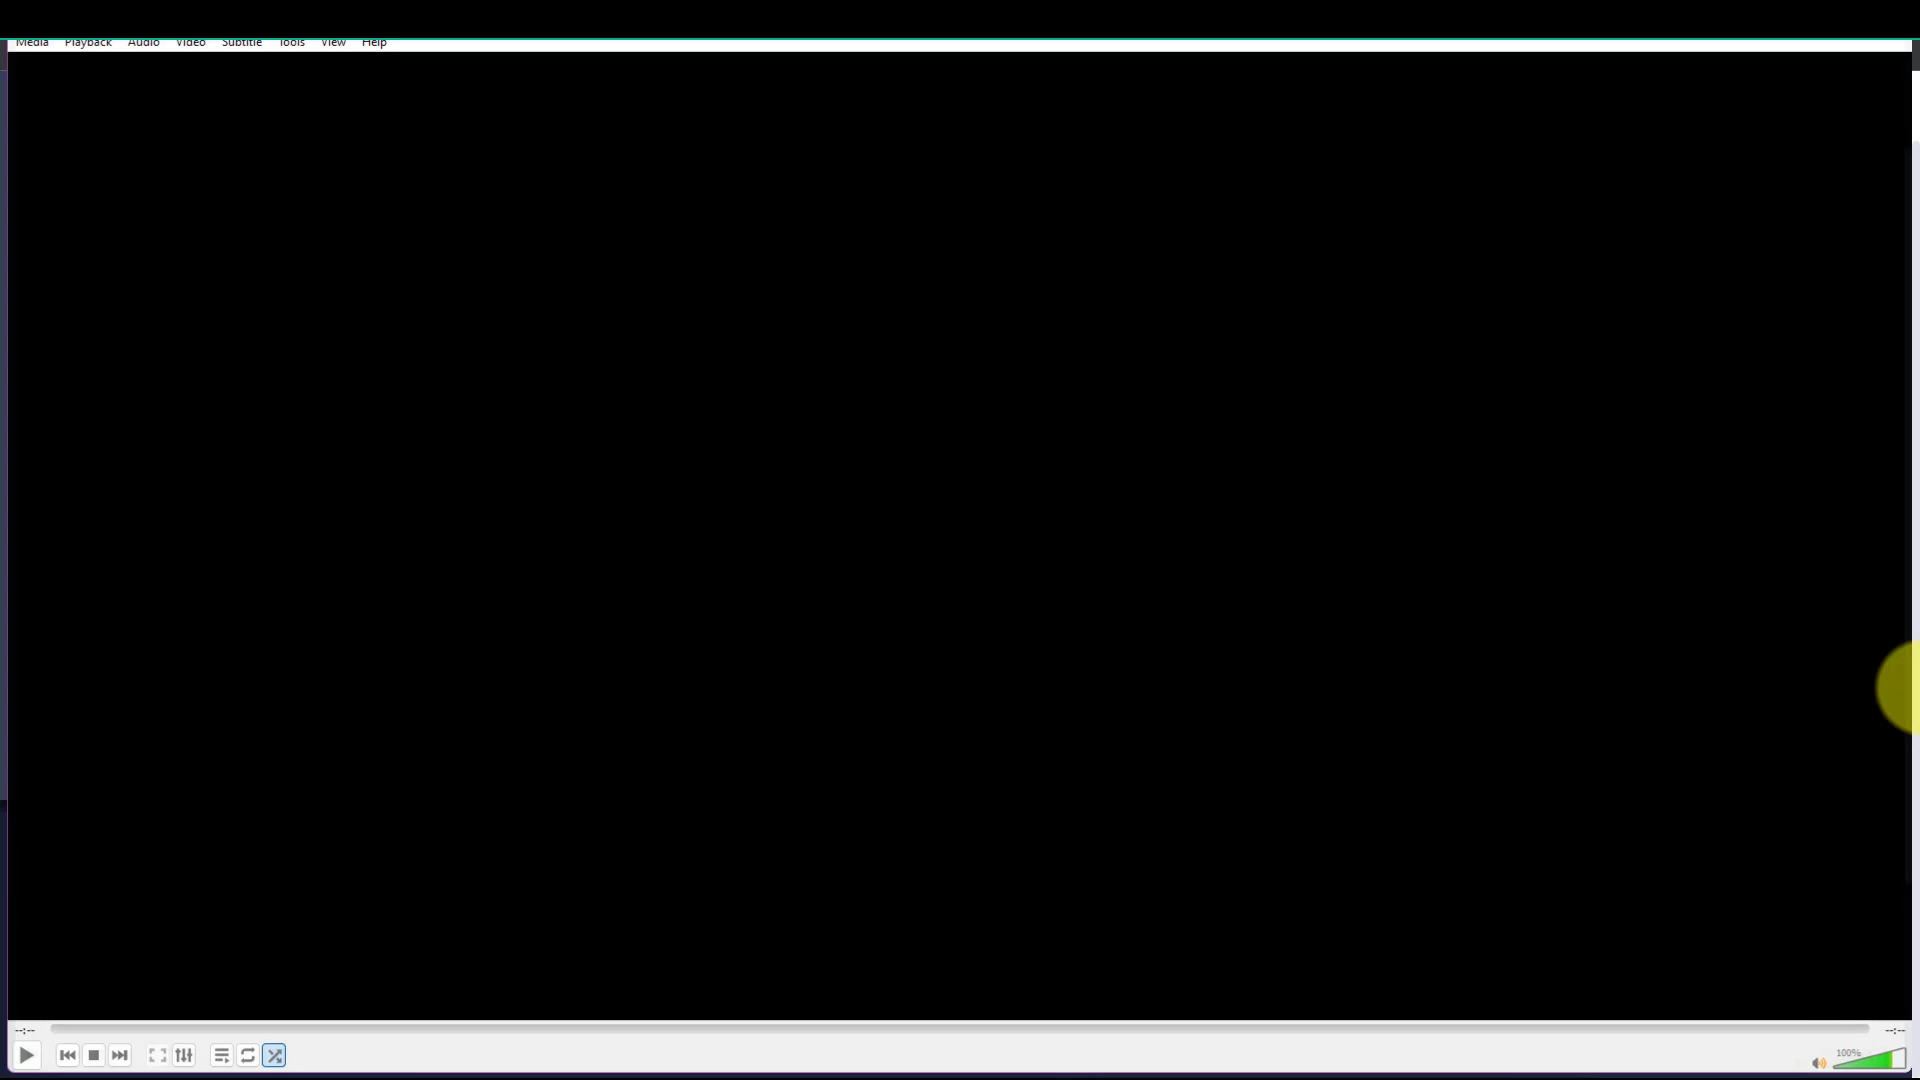 Media Playback Audio Video Subtitle Tools View Help
--:-- --:--
100%